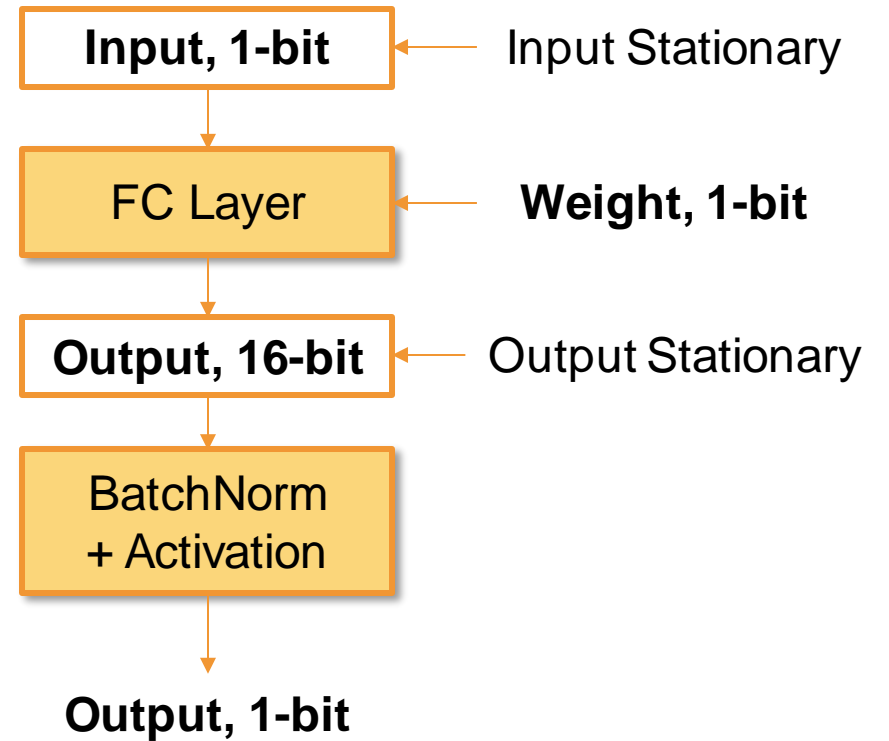 Input, 1-bit
Input Stationary
FC Layer
Weight, 1-bit
Output, 16-bit
Output Stationary
BatchNorm
+ Activation
Output, 1-bit